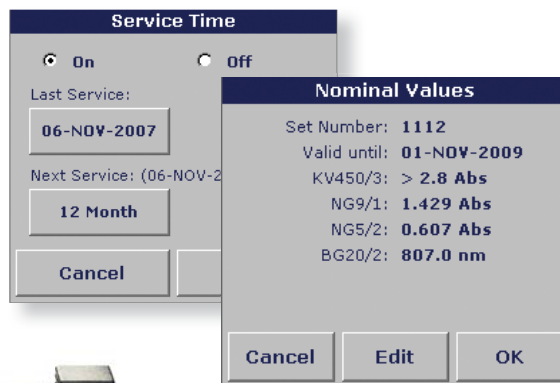 Service Time
On Off
Last Service:
06-NOV-2007
Next Service: (06-NOV-2
12 Month
Cancel
Nominal Values
Set Number: 1112
Valid until: 01-NOV-2009
KV450/3: > 2.8 Abs
NG9/1: 1.429 Abs
NG5/2: 0.607 Abs
BG20/2: 807.0 nm
Cancel Edit OK